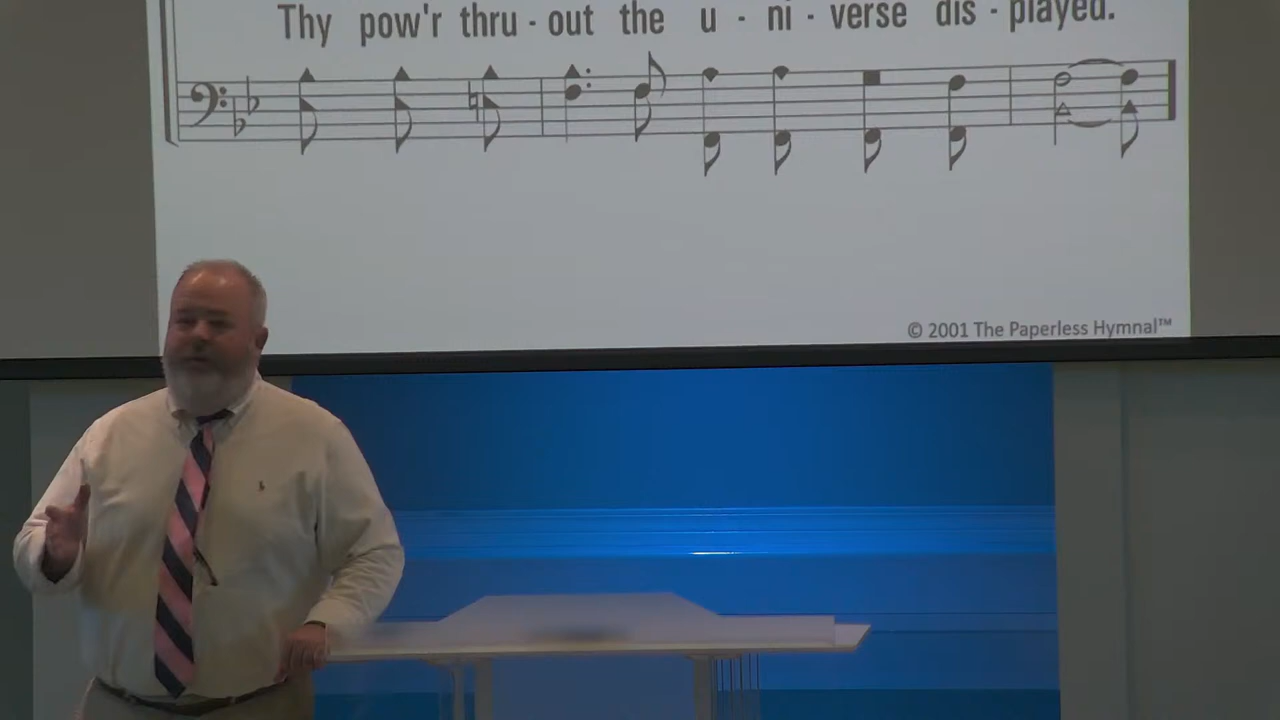 Thy pow'r thru - out the u - ni - verse dis - played.
© 2001 The Paperless Hymnal™